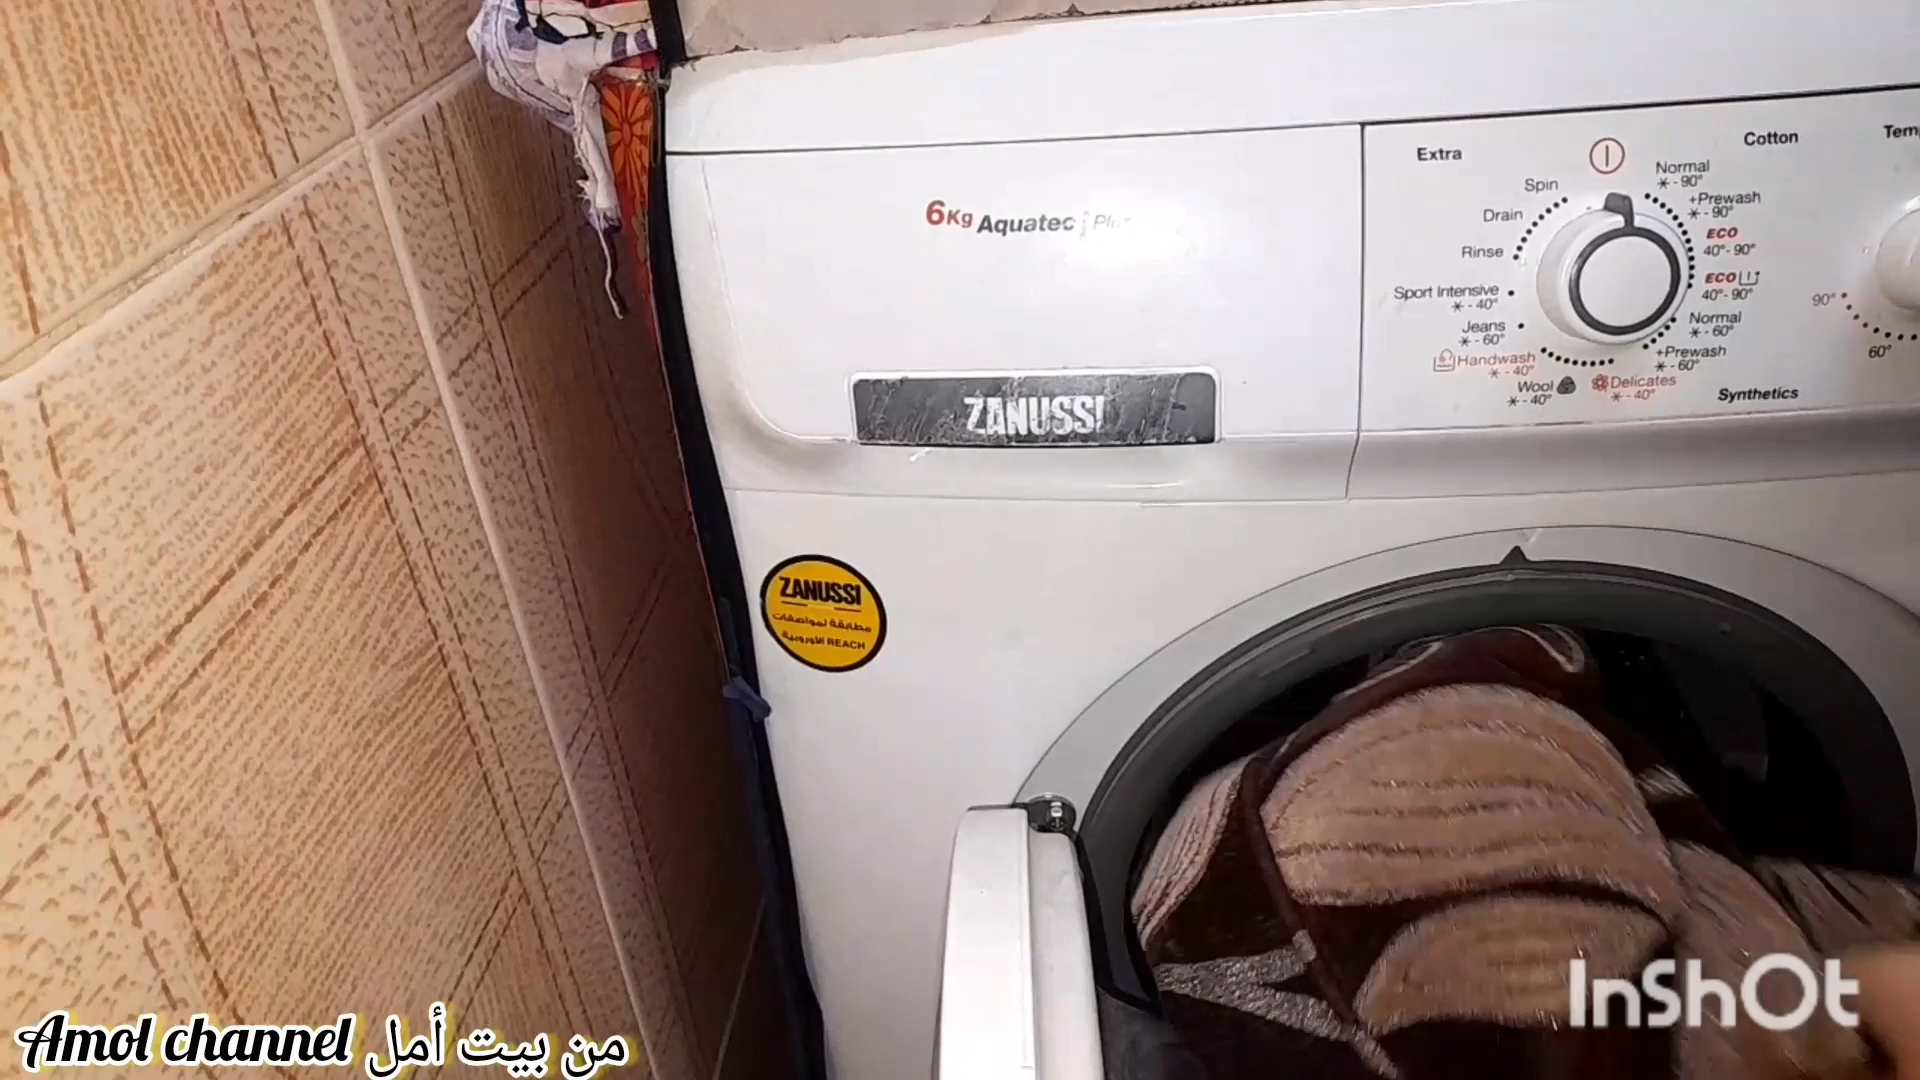 6Kg Aquatec
Extra
Cotton
Normal
* - 90°
+Prewash
* - 90°
ECO
40°- 90°
ECO
40°- 90°
Normal
* - 60°
+Prewash
* - 60°
Synthetics
Delicates
* - 40°
Wool
* - 40°
Handwash
* - 40°
Jeans
* - 60°
Sport Intensive
* - 40°
Rinse
Drain
Spin
90°
60°
ZANUSSI
ZANUSSI
مطابقة لمواصفات
REACH الأوروبية
InShOt
Amol channel من بيت أمل